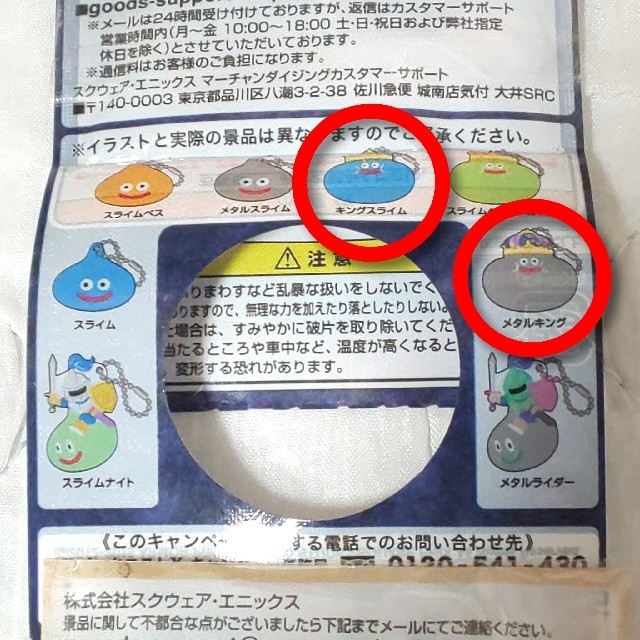 ■goods-suppor
※メールは24時間受け付けておりますが、返信はカスタマーサポート
営業時間内（月〜金 10:00〜18:00 土・日・祝日および弊社指定
休日を除く）とさせていただいております。
※通信料はお客様のご負担になります。
スクウェア・エニックス マーチャンダイジングカスタマーサポート
■〒140-0003 東京都品川区八潮3-2-38 佐川急便 城南店気付 大井SRC
※イラストと実際の景品は異な ますのでご 承ください。
スライムベス
メタルスライム
キングスライム
スライム
注意
スライム
りまわすなど乱暴な扱いをしないでく
ありますので、無理な力を加えたり落としたりしない
場合は、すみやかに破片を取り除いてくだ
当たるところや車中など、温度が高くなると
変形する恐れがあります。
メタルキング
スライムナイト
メタルライダー
《このキャンペ する電話でのお問い合わせ先》
0120-541-430
株式会社スクウェア・エニックス
景品に関して不都合な点がございましたら下記までメールにてご連絡ください。